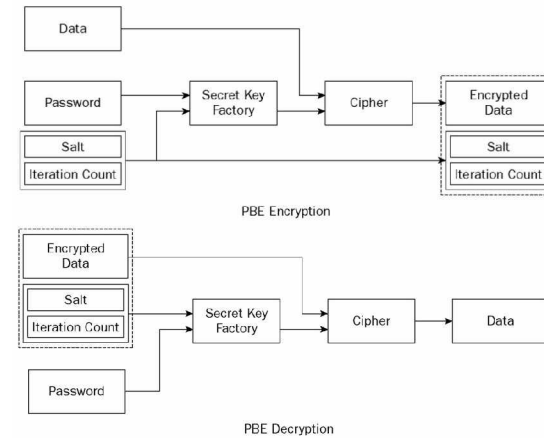 Data
Password
Secret Key
Factory
Cipher
Encrypted
Data
Salt
Iteration Count
Salt
Iteration Count
PBE Encryption
Encrypted
Data
Salt
Iteration Count
Secret Key
Factory
Cipher
Data
Password
PBE Decryption